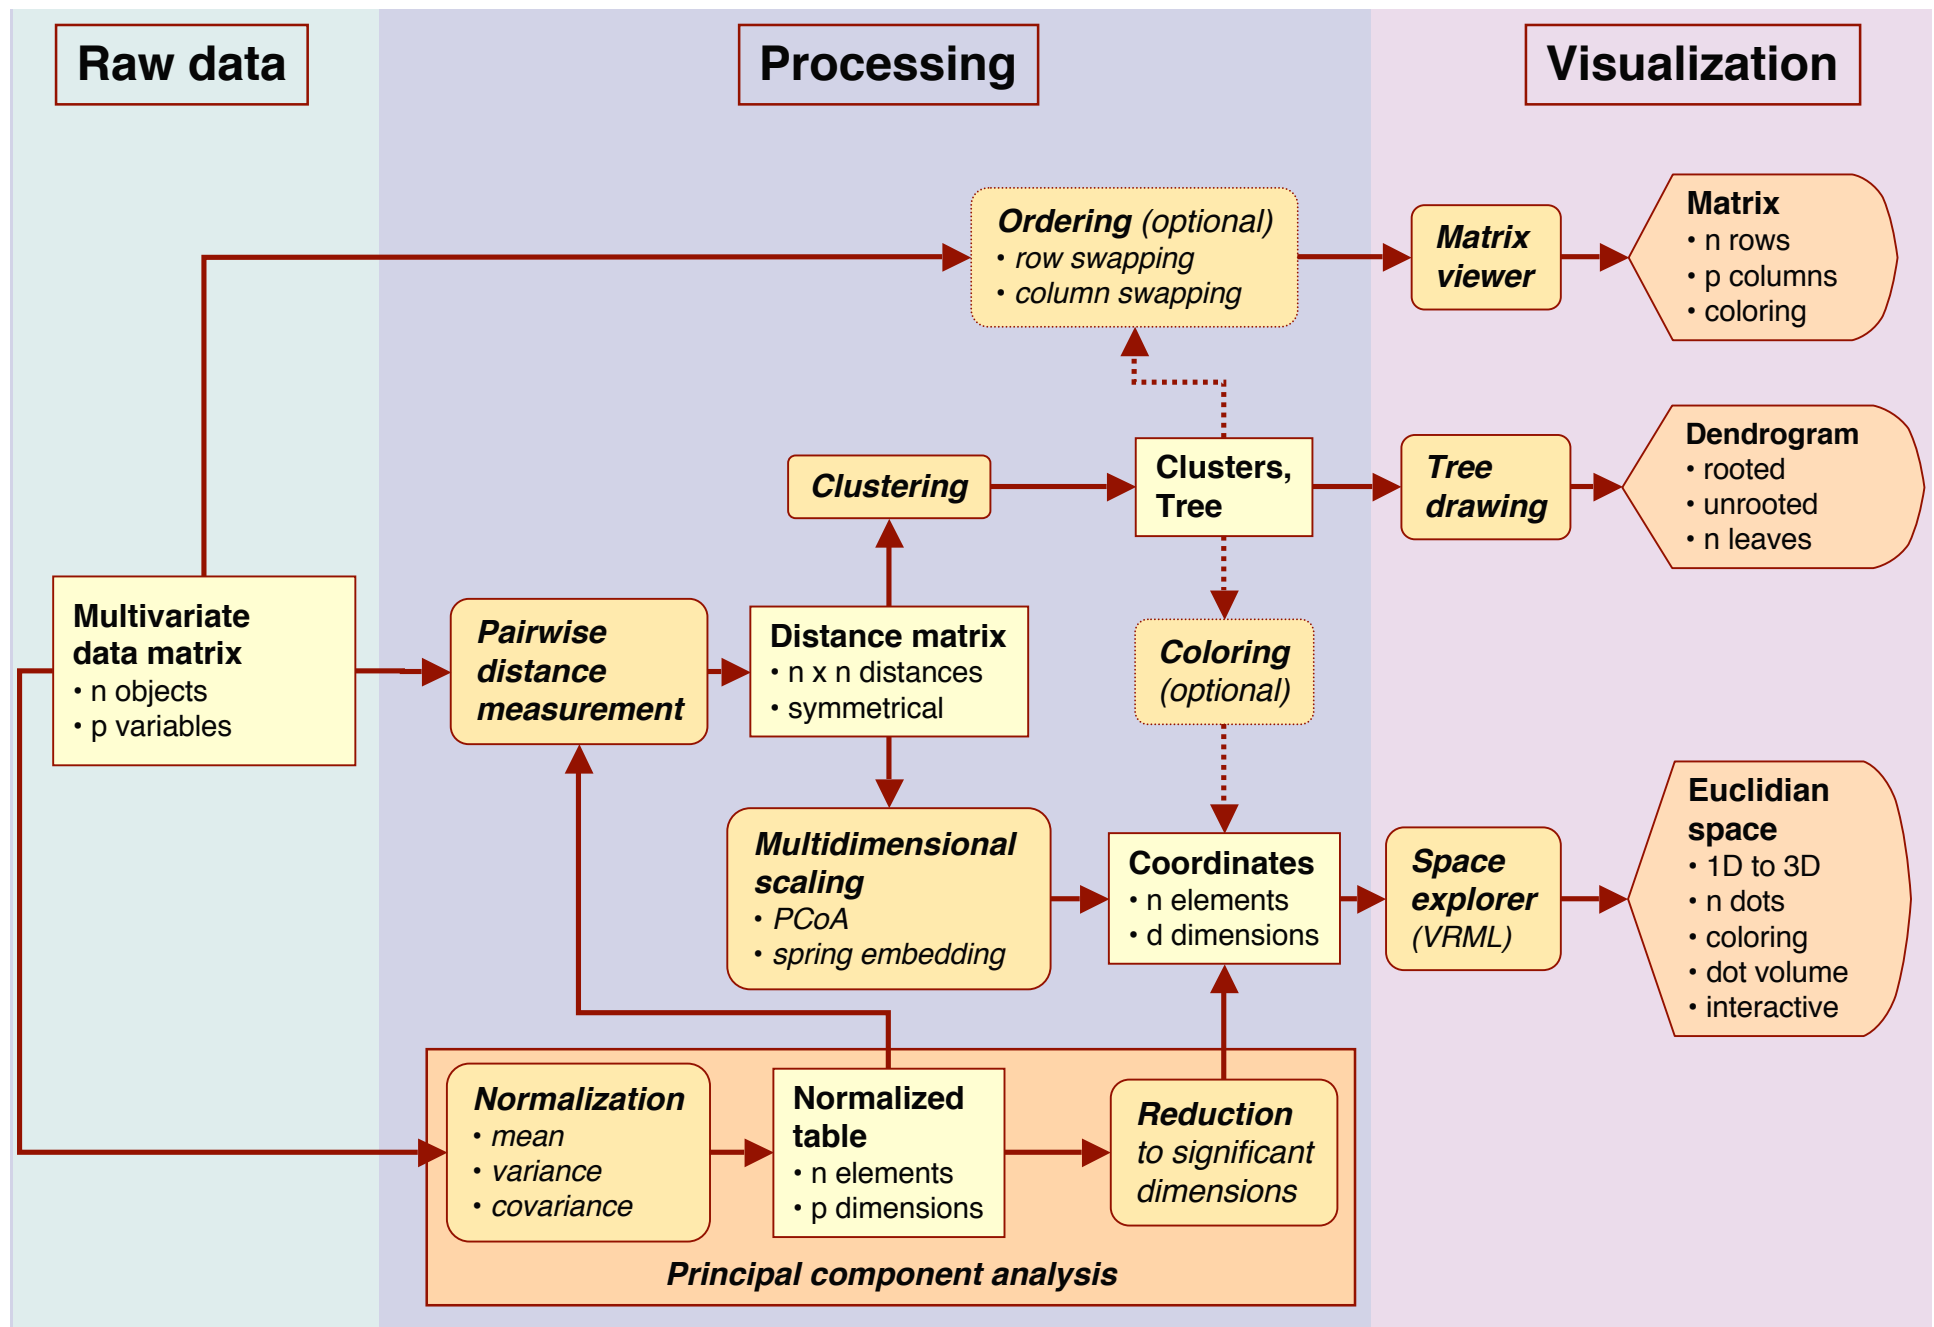 Raw data
Processing
Visualization
Ordering (optional)
• row swapping
• column swapping
Matrix
viewer
Matrix
• n rows
• p columns
• coloring
Clustering
Clusters,
Tree
Tree
drawing
Dendrogram
• rooted
• unrooted
• n leaves
Multivariate
data matrix
• n objects
• p variables
Pairwise
distance
measurement
Distance matrix
• n x n distances
• symmetrical
Coloring
(optional)
Multidimensional
scaling
• PCoA
• spring embedding
Coordinates
• n elements
• d dimensions
Space
explorer
(VRML)
Euclidian
space
• 1D to 3D
• n dots
• coloring
• dot volume
• interactive
Normalization
• mean
• variance
• covariance
Normalized
table
• n elements
• p dimensions
Reduction
to significant
dimensions
Principal component analysis